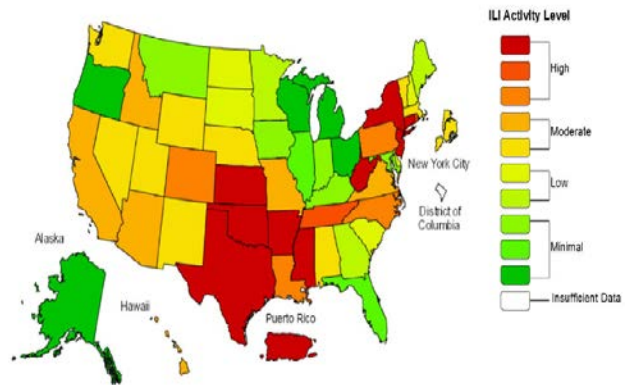 ILI Activity Level
High
Moderate
Low
Minimal
Insufficient Data
New York City
District of
Columbia
Alaska
Hawaii
Puerto Rico